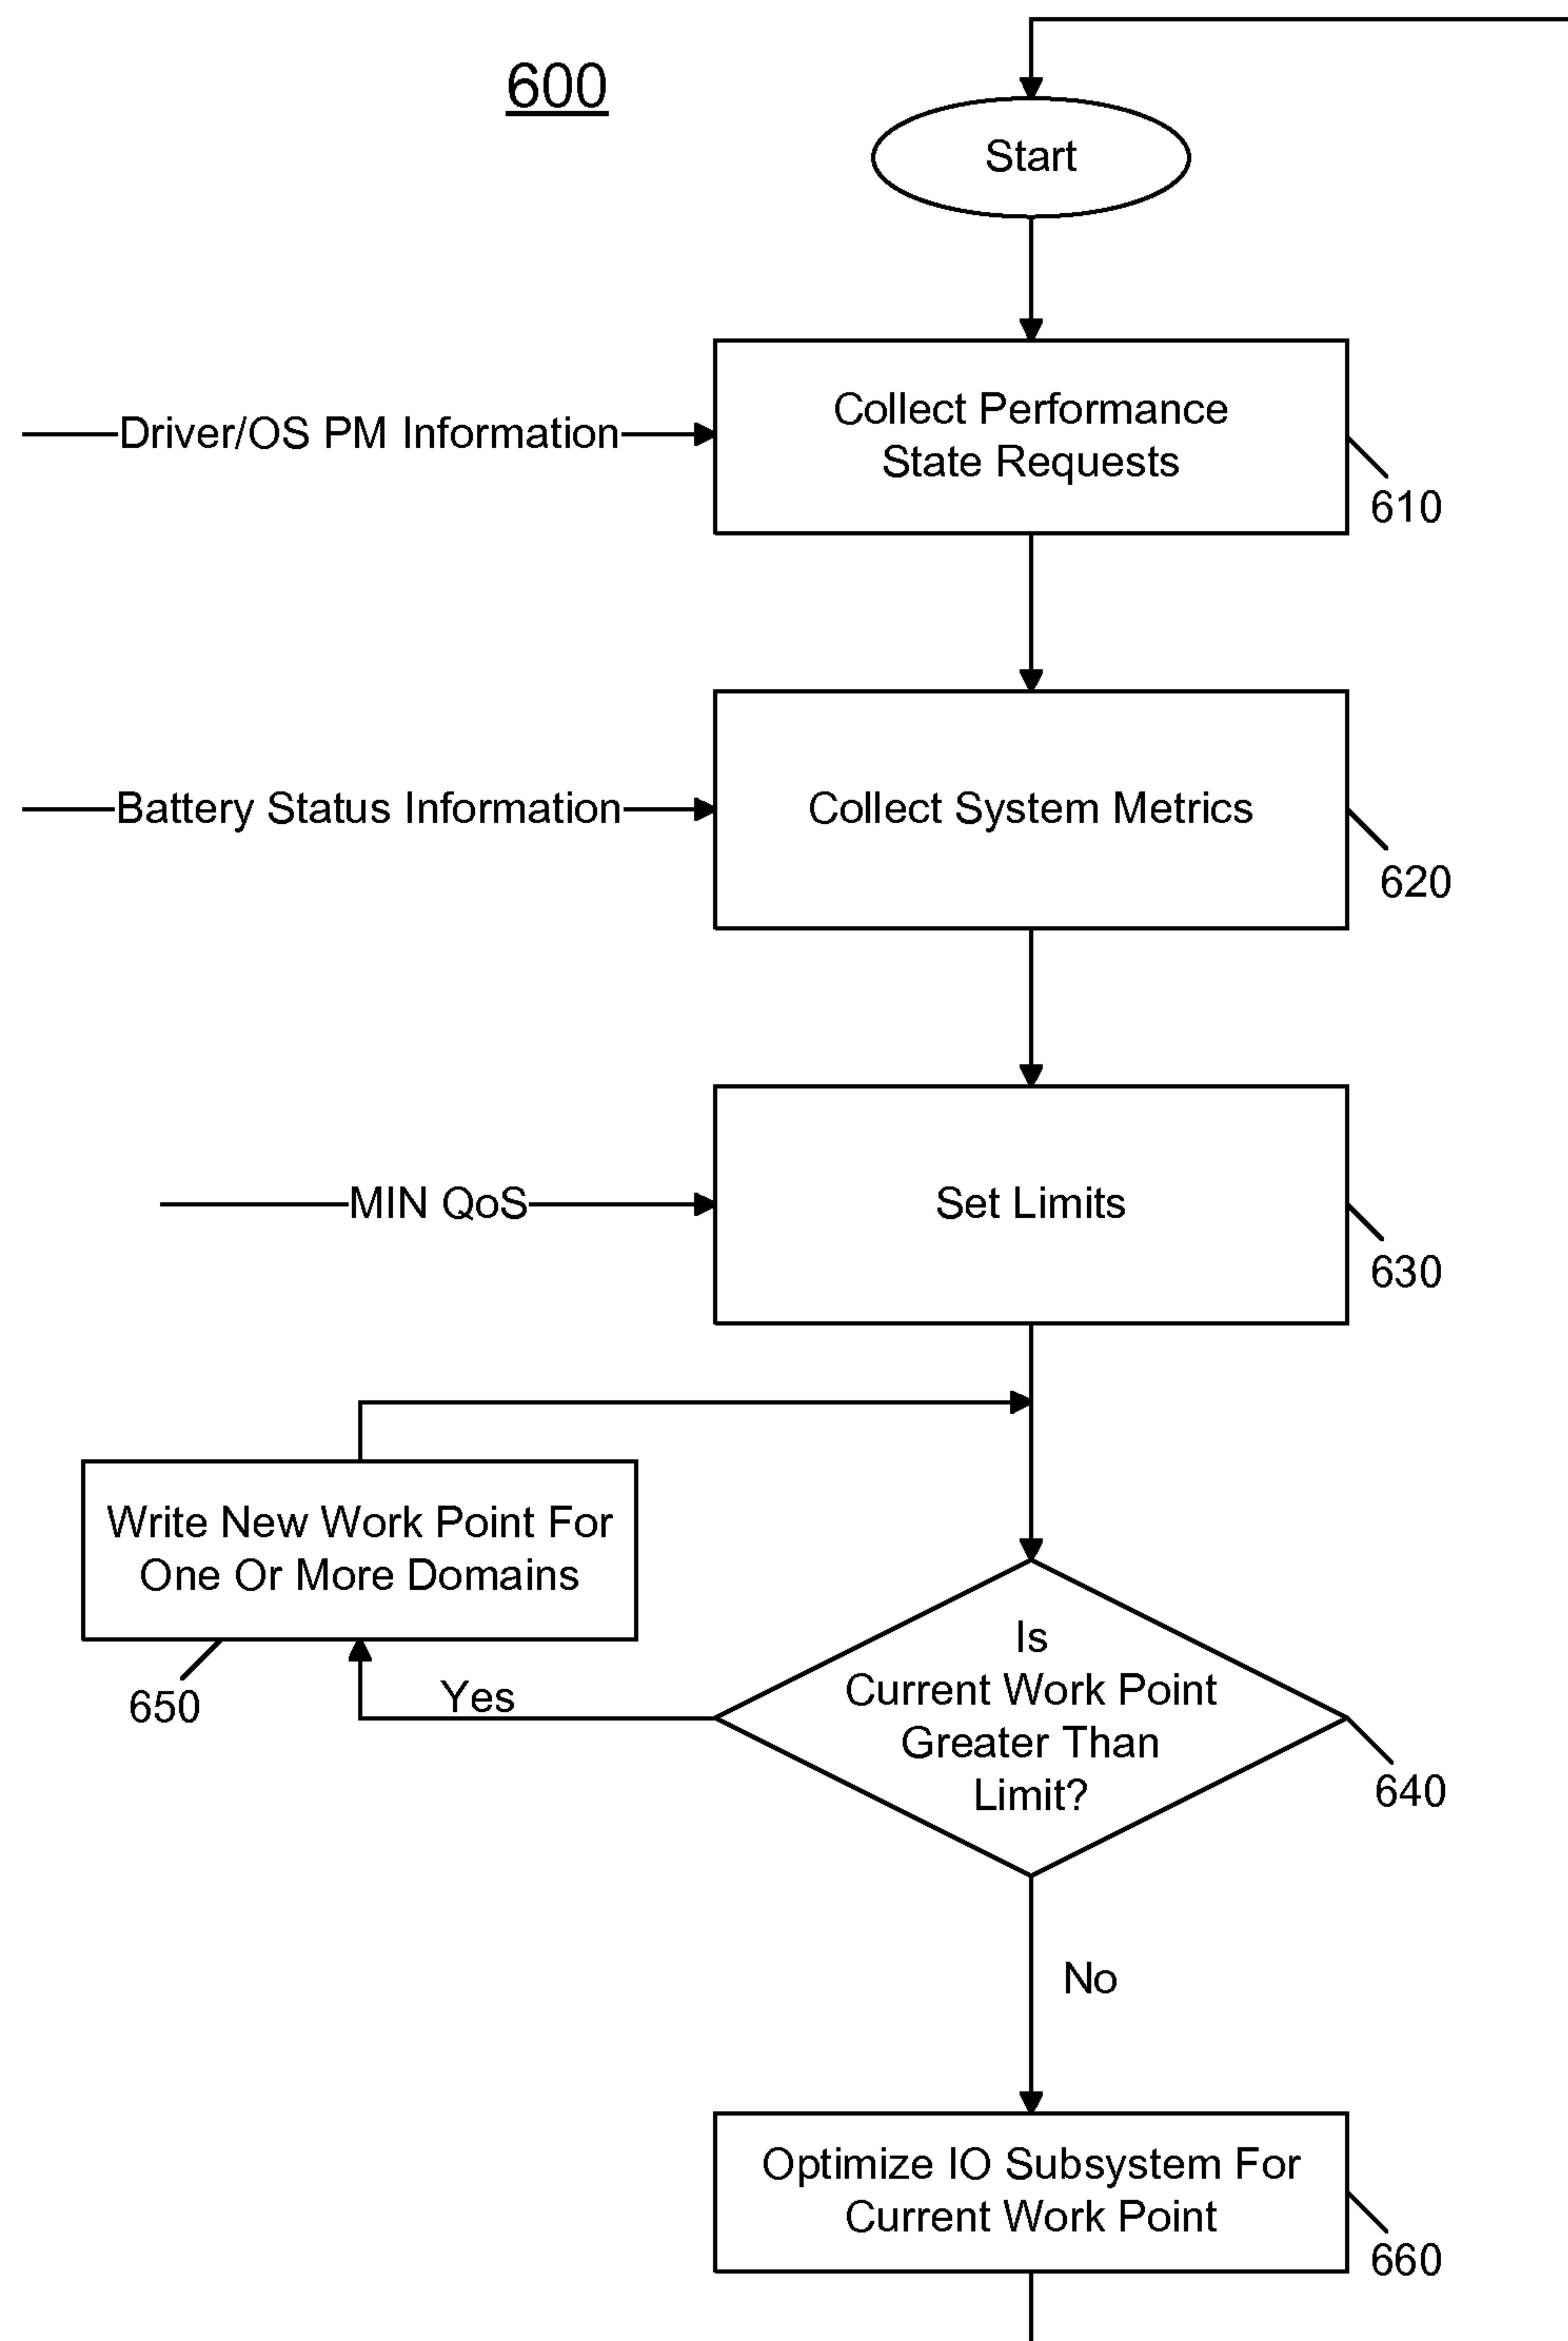 600
Start
Driver/OS PM Information
Collect Performance
State Requests
610
Battery Status Information
Collect System Metrics
620
MIN QoS
Set Limits
630
Write New Work Point For
One Or More Domains
650
Yes
Is
Current Work Point
Greater Than
Limit?
640
No
Optimize IO Subsystem For
Current Work Point
660